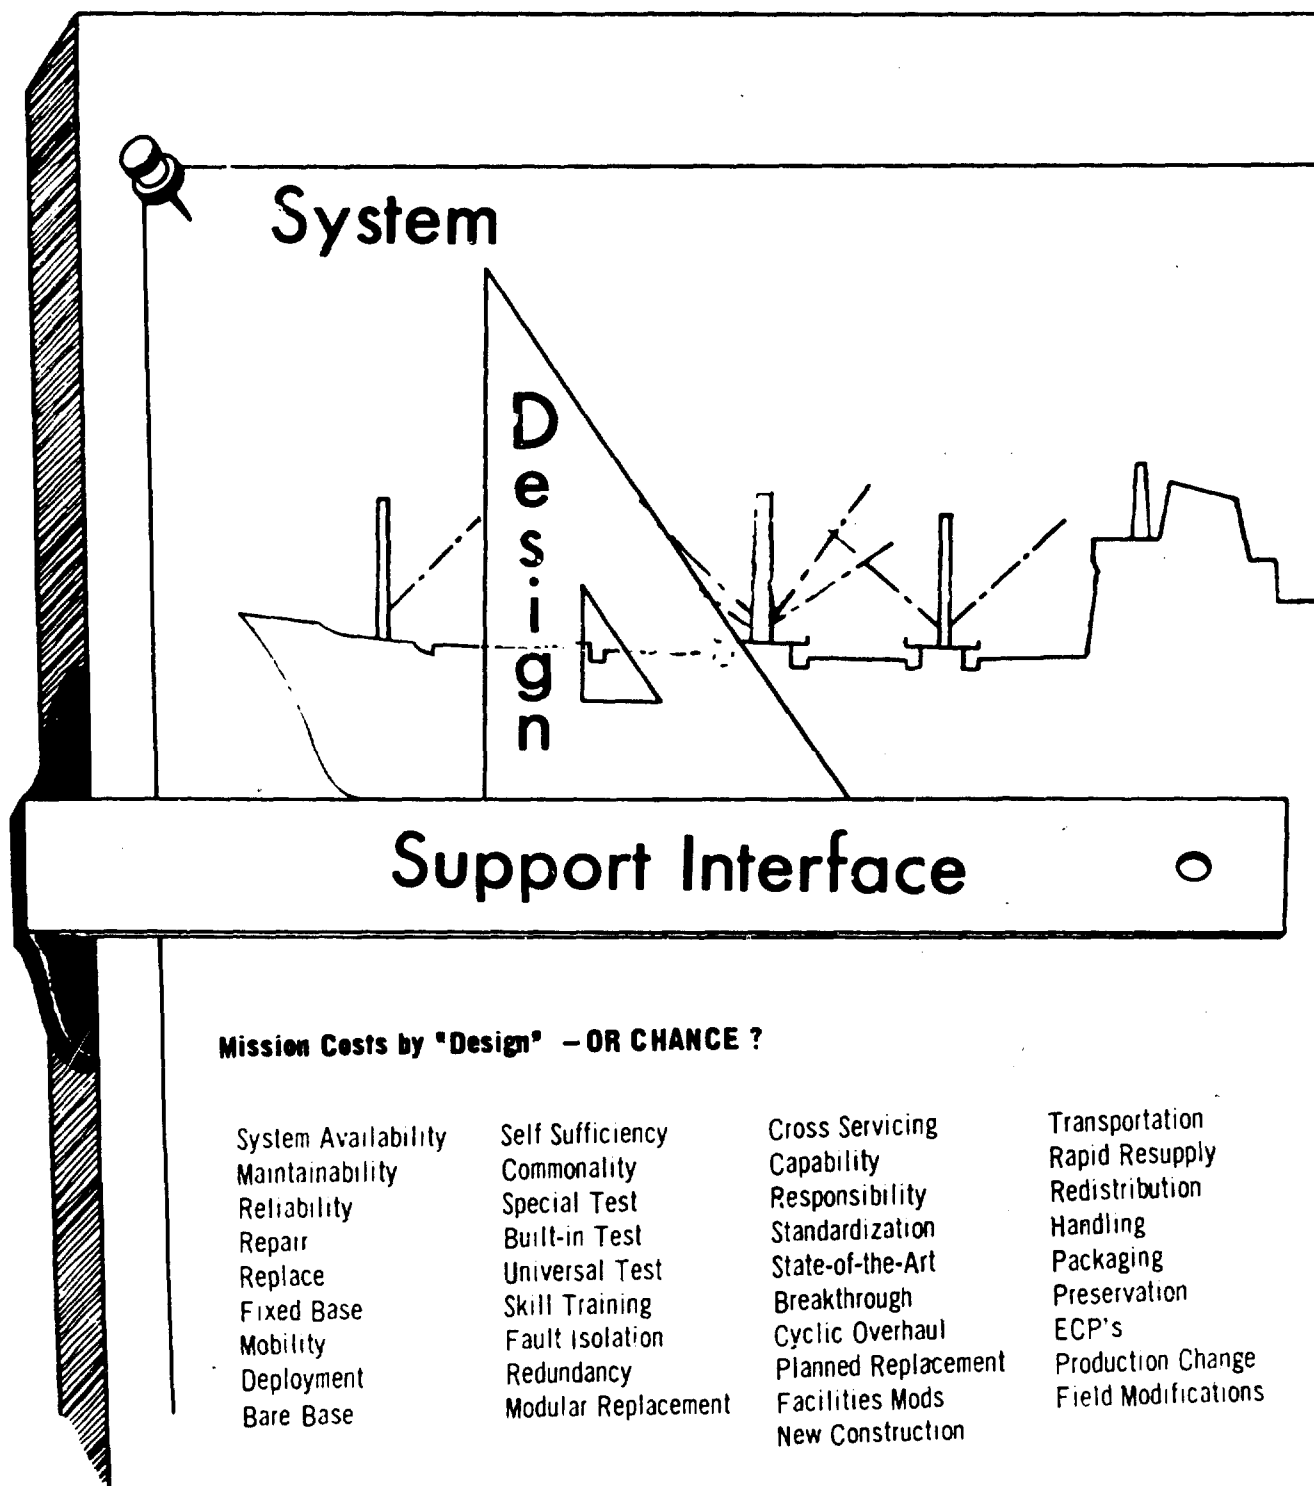 System
Design
Support Interface
Mission Costs by "Design" – OR CHANCE ?
System Availability
Maintainability
Reliability
Repair
Replace
Fixed Base
Mobility
Deployment
Bare Base
Self Sufficiency
Commonality
Special Test
Built-in Test
Universal Test
Skill Training
Fault Isolation
Redundancy
Modular Replacement
Cross Servicing
Capability
Responsibility
Standardization
State-of-the-Art
Breakthrough
Cyclic Overhaul
Planned Replacement
Facilities Mods
New Construction
Transportation
Rapid Resupply
Redistribution
Handling
Packaging
Preservation
ECP's
Production Change
Field Modifications